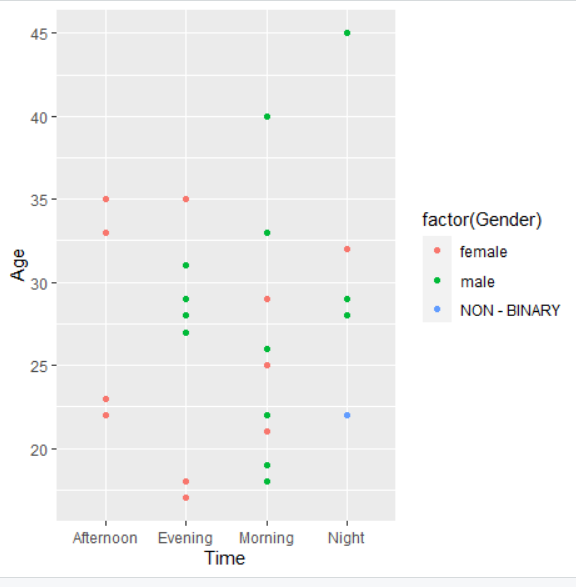 45
40
35
30
25
20
Age
Afternoon Evening Morning Night
Time
factor(Gender)
female
male
NON - BINARY